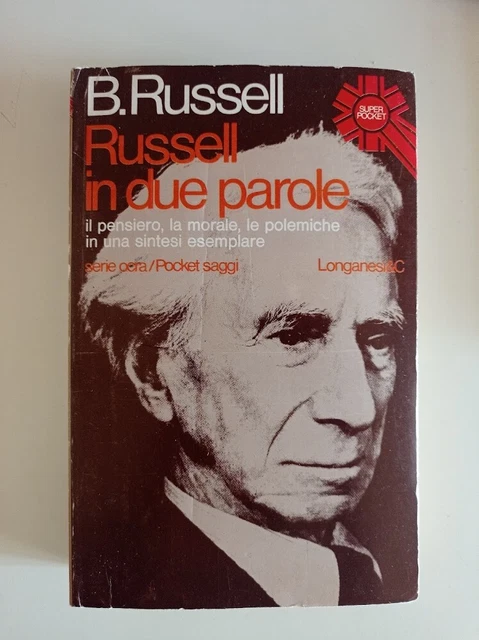 B.Russell
SUPER
POCKET
Russell
in due parole
il pensiero, la morale, le polemiche
in una sintesi esemplare
serie oara/Pocket saggi
Longanesi&C